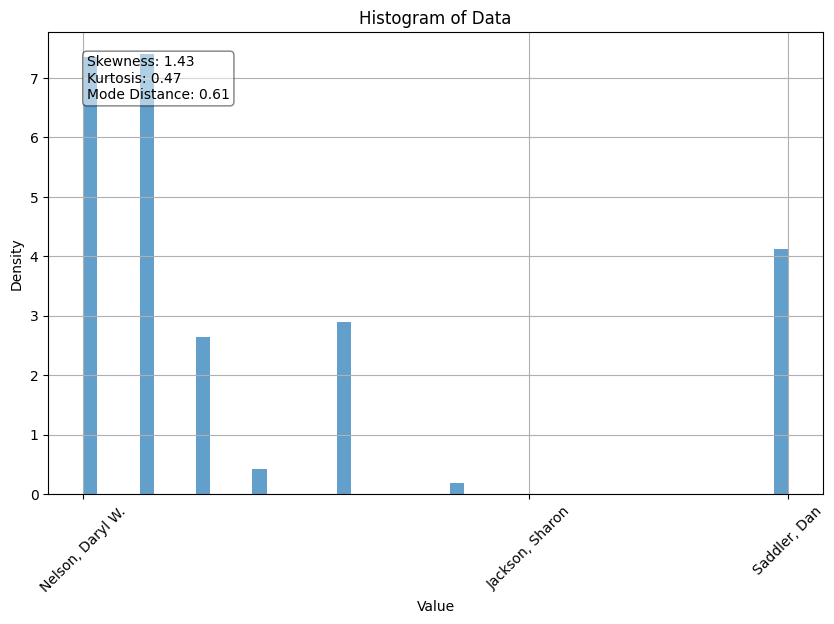 Histogram of Data
Skewness: 1.43
Kurtosis: 0.47
Mode Distance: 0.61
Density
7
6
5
4
3
2
1
0
Nelson, Daryl W.
Jackson, Sharon
Saddler, Dan
Value